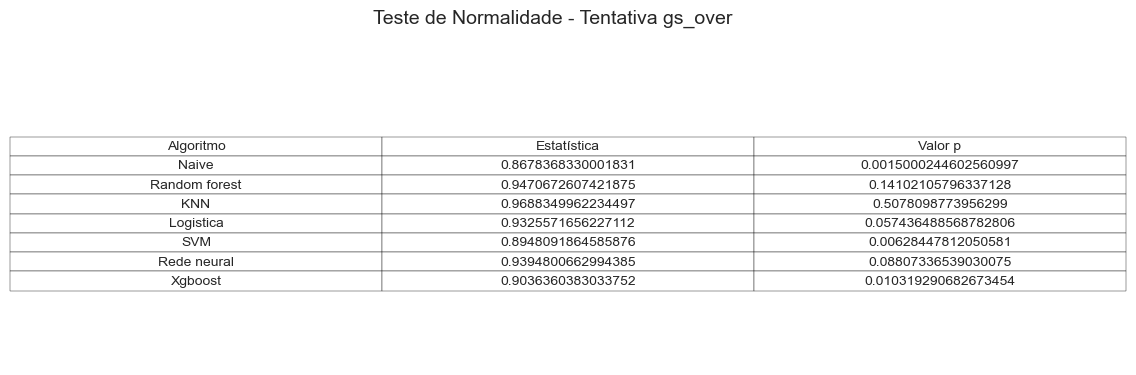 Teste de Normalidade - Tentativa gs_over
Algoritmo Estatística Valor p
Naive 0.8678368330001831 0.0015000244602560997
Random forest 0.9470672607421875 0.14102105796337128
KNN 0.9688349962234497 0.5078098773956299
Logistica 0.9325571656227112 0.057436488568782806
SVM 0.8948091864585876 0.00628447812050581
Rede neural 0.9394800662994385 0.08807336539030075
Xgboost 0.9036360383033752 0.010319290682673454